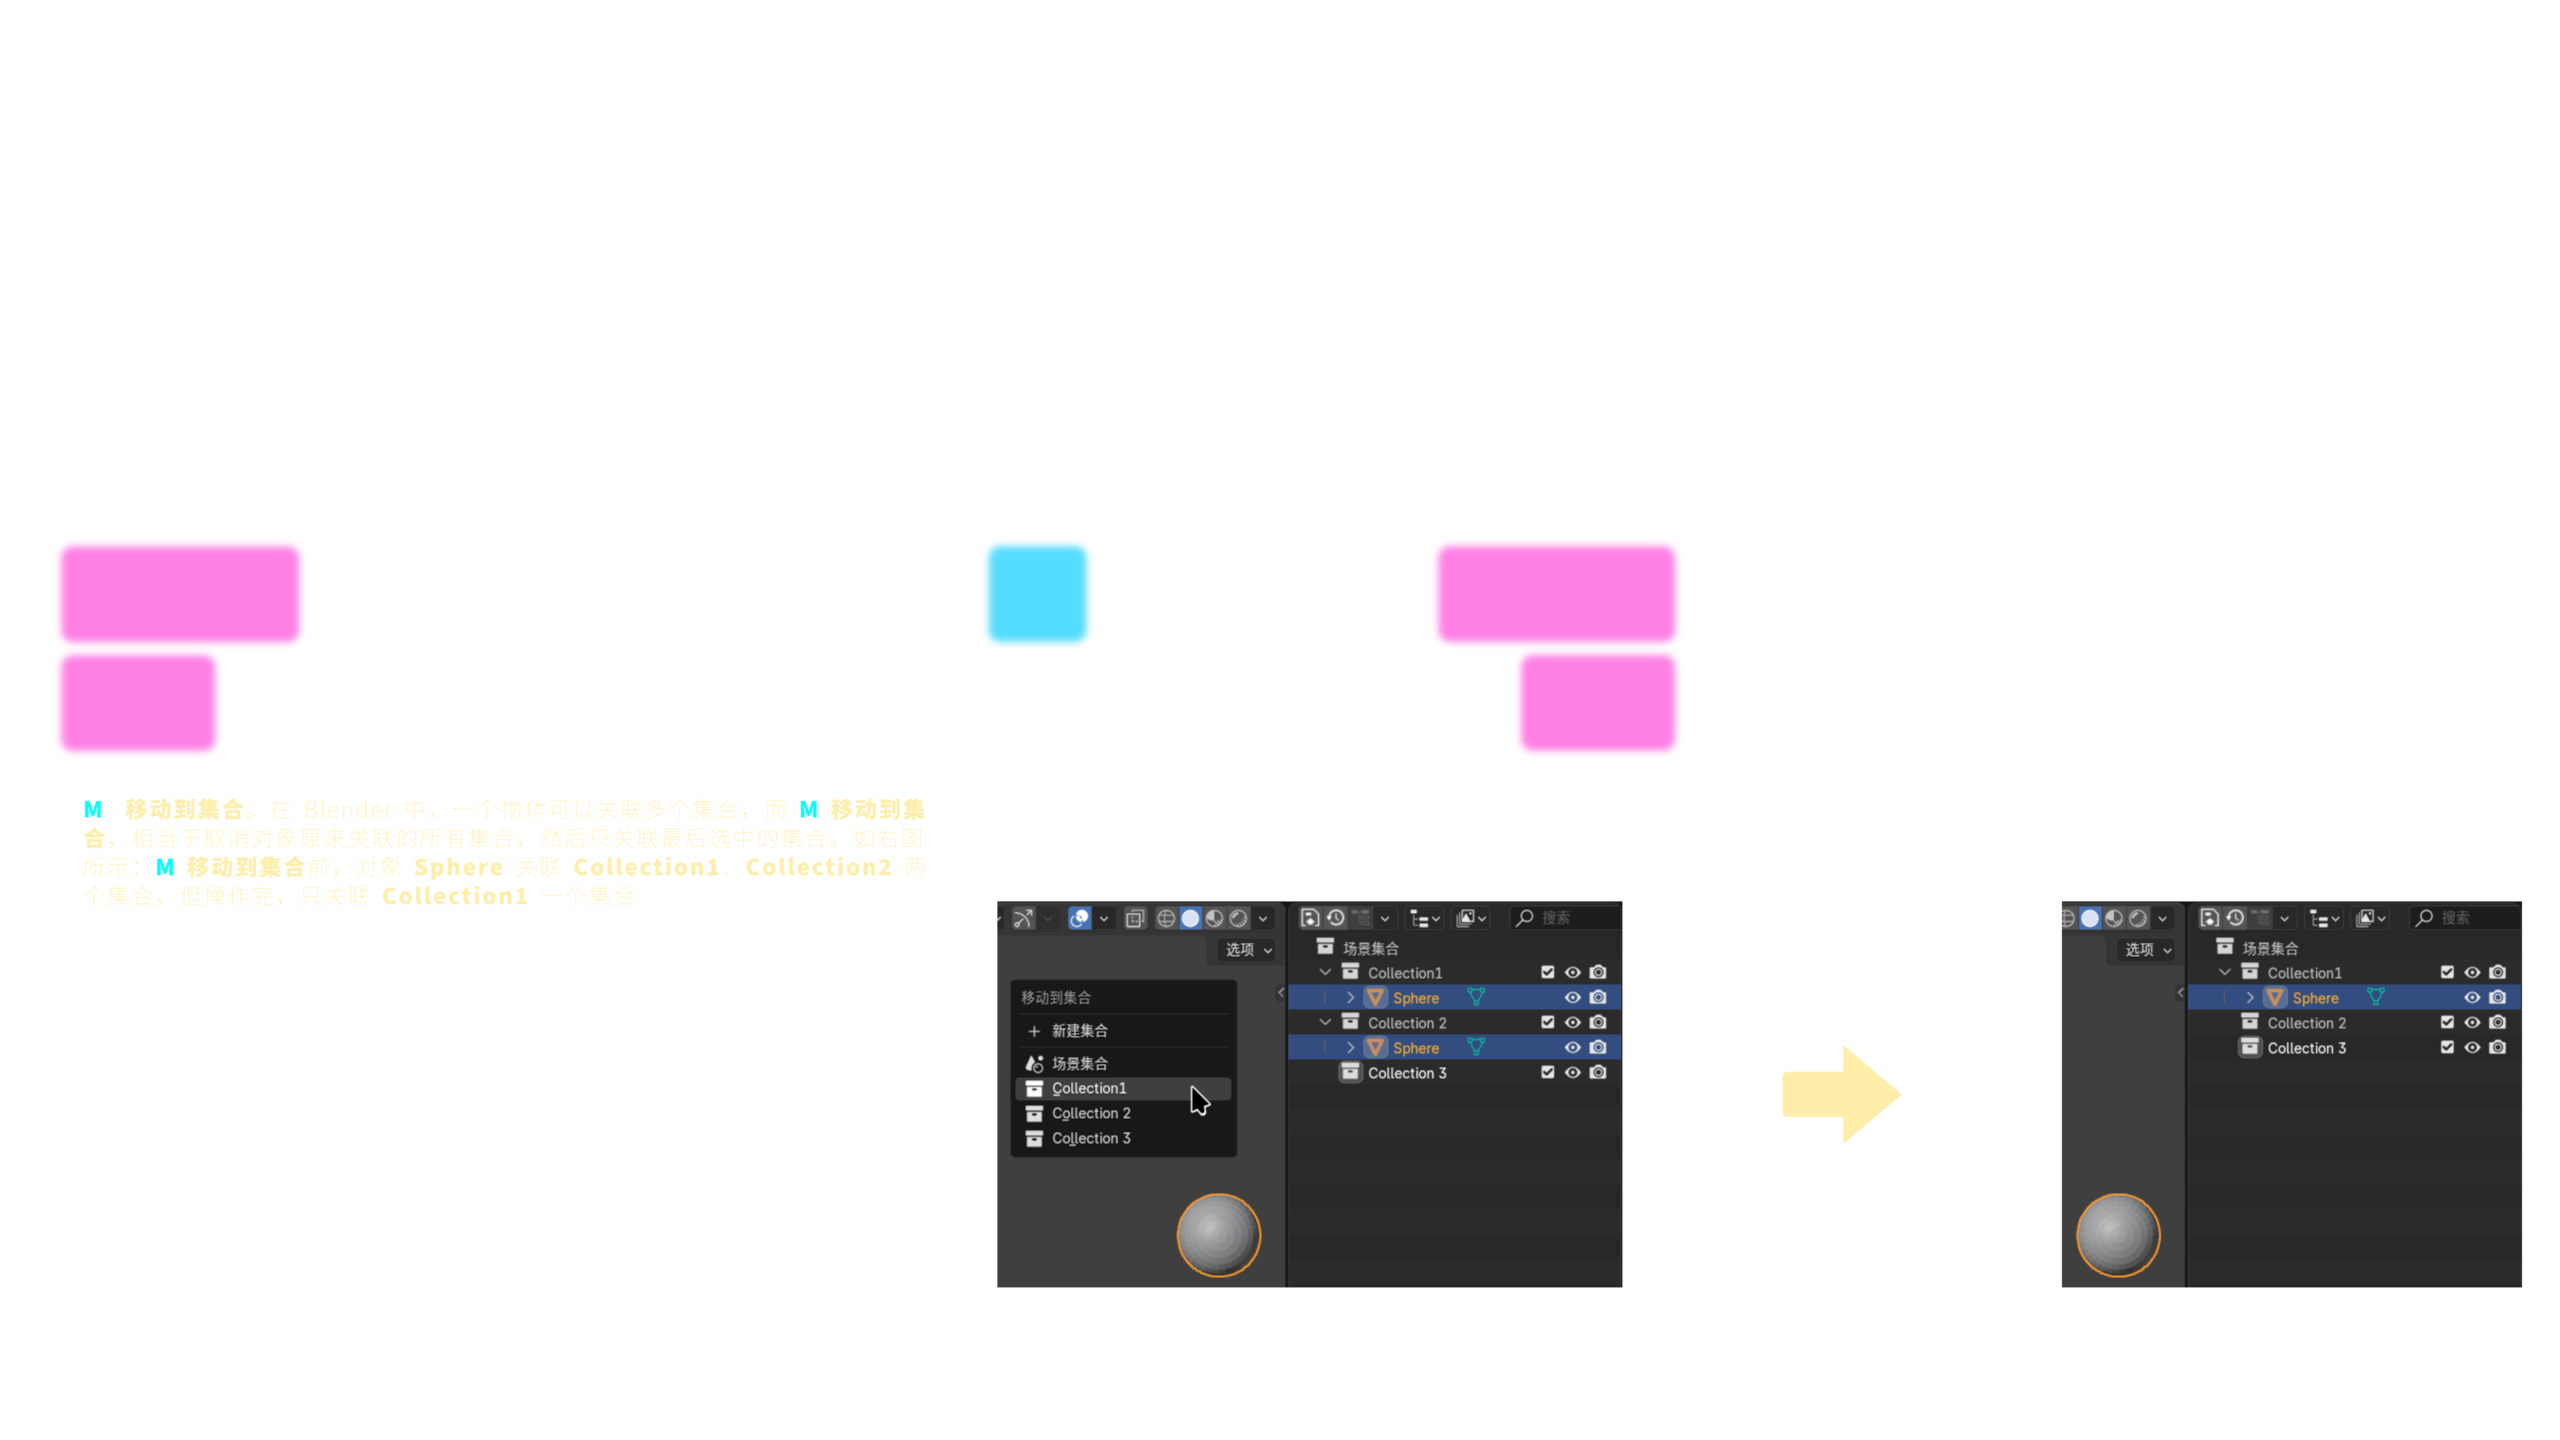 M：移动到集合。在 Blender 中，一个物体可以关联多个集合，而 M 移动到集
合，相当于取消对象原来关联的所有集合，然后只关联最后选中的集合。如右图
所示：M 移动到集合前，对象 Sphere 关联 Collection1、Collection2 两
个集合，但操作完，只关联 Collection1 一个集合
选项
移动到集合
新建集合
场景集合
Collection1
Collection 2
Collection 3
搜索
场景集合
Collection1
Sphere
Collection 2
Sphere
Collection 3
选项
搜索
场景集合
Collection1
Sphere
Collection 2
Collection 3